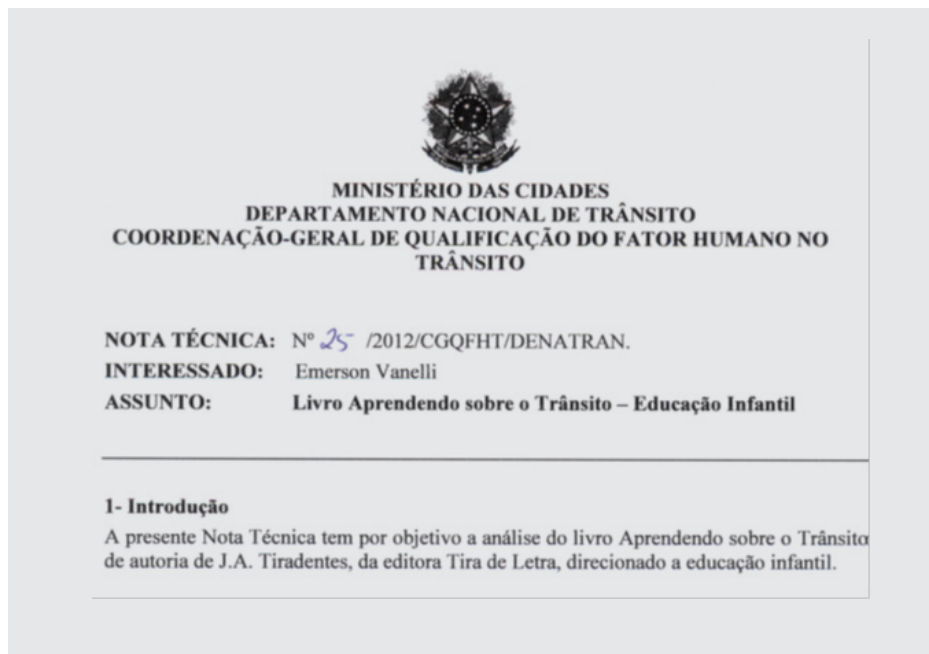 MINISTÉRIO DAS CIDADES
DEPARTAMENTO NACIONAL DE TRÂNSITO
COORDENAÇÃO-GERAL DE QUALIFICAÇÃO DO FATOR HUMANO NO
TRÂNSITO
NOTA TÉCNICA: Nº 25 /2012/CGQFHT/DENATRAN.
INTERESSADO: Emerson Vanelli
ASSUNTO: Livro Aprendendo sobre o Trânsito – Educação Infantil
1- Introdução
A presente Nota Técnica tem por objetivo a análise do livro Aprendendo sobre o Trânsito
de autoria de J.A. Tiradentes, da editora Tira de Letra, direcionado a educação infantil.